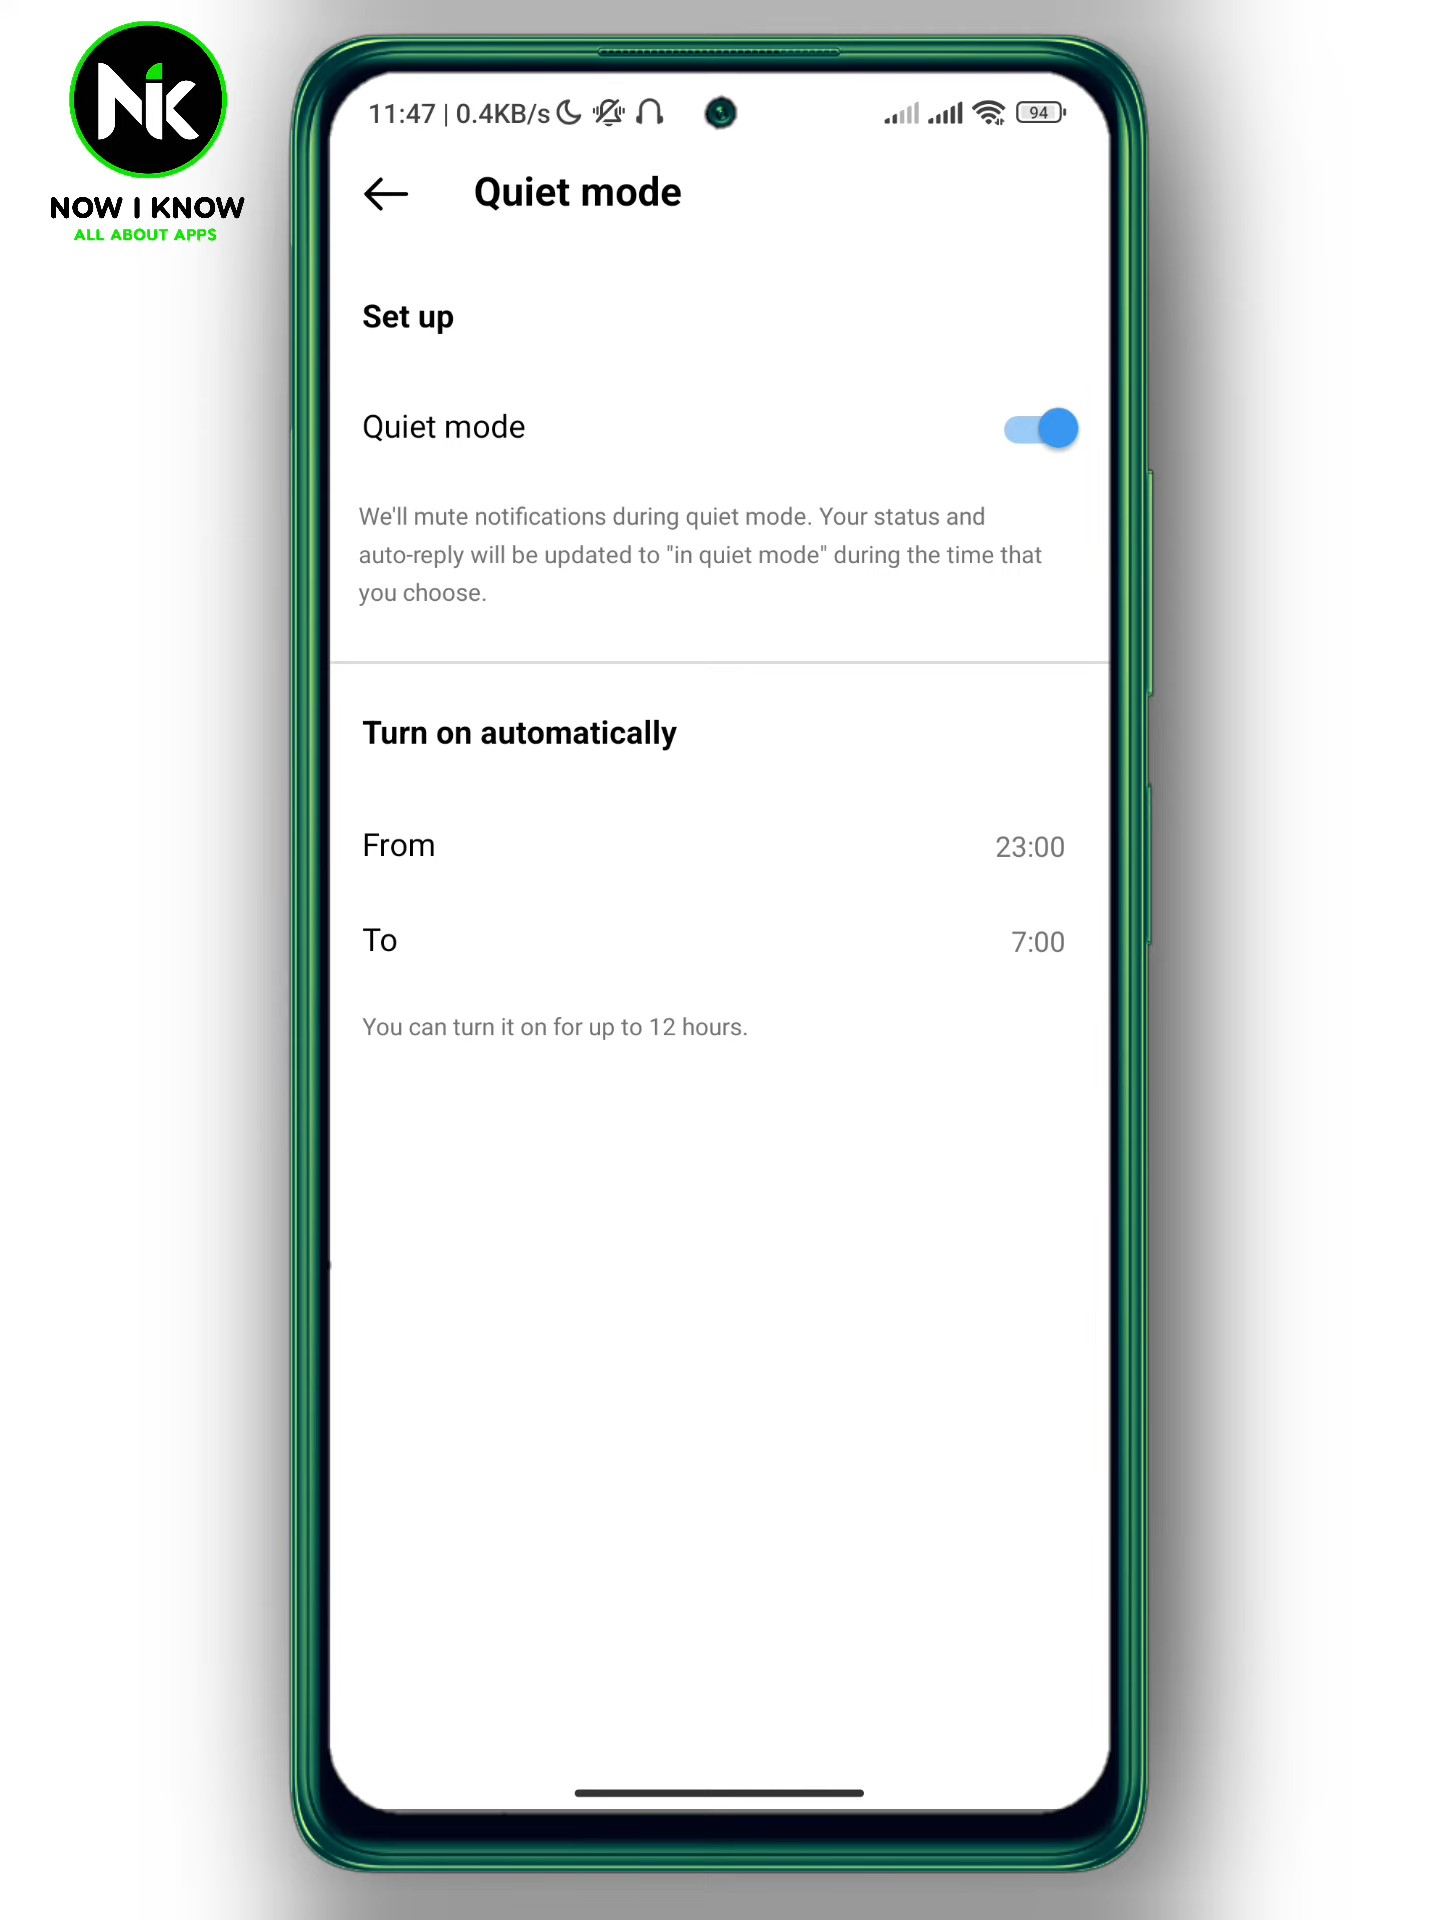 NiK
NOW I KNOW
ALL ABOUT APPS
11:47 | 0.4KB/s
94
Quiet mode
Set up
Quiet mode
We'll mute notifications during quiet mode. Your status and
auto-reply will be updated to "in quiet mode" during the time that
you choose.
Turn on automatically
From 23:00
To 7:00
You can turn it on for up to 12 hours.